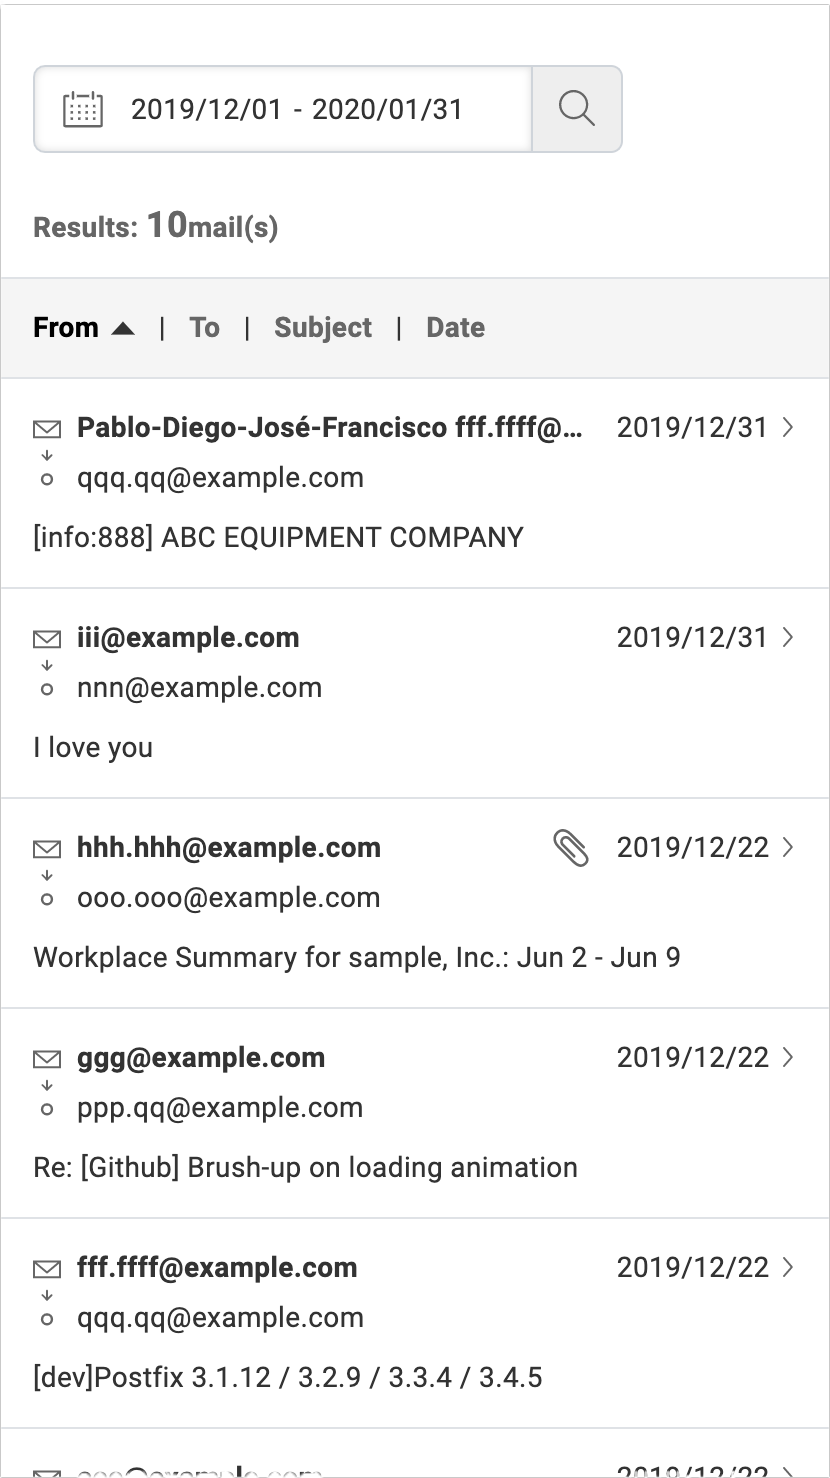 2019/12/01 - 2020/01/31
Results: 10mail(s)
From ▲ | To | Subject | Date
Pablo-Diego-José-Francisco fff.ffff@... 2019/12/31
qqq.qq@example.com
[info:888] ABC EQUIPMENT COMPANY
iii@example.com 2019/12/31
nnn@example.com
I love you
hhh.hhh@example.com 2019/12/22
ooo.ooo@example.com
Workplace Summary for sample, Inc.: Jun 2 - Jun 9
ggg@example.com 2019/12/22
ppp.qq@example.com
Re: [Github] Brush-up on loading animation
fff.ffff@example.com 2019/12/22
qqq.qq@example.com
[dev]Postfix 3.1.12 / 3.2.9 / 3.3.4 / 3.4.5